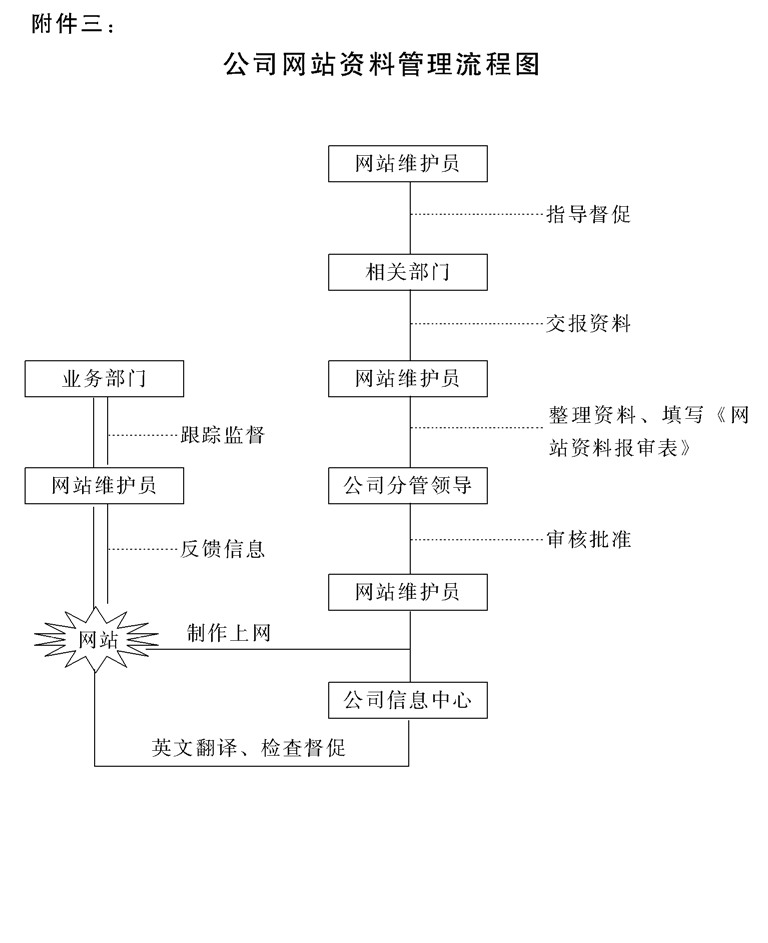 附件三：
公司网站资料管理流程图
网站维护员
指导督促
相关部门
交报资料
业务部门
网站维护员
整理资料、填写《网
站资料报审表》
跟踪监督
网站维护员
公司分管领导
反馈信息
审核批准
网站维护员
网站
制作上网
公司信息中心
英文翻译、检查督促